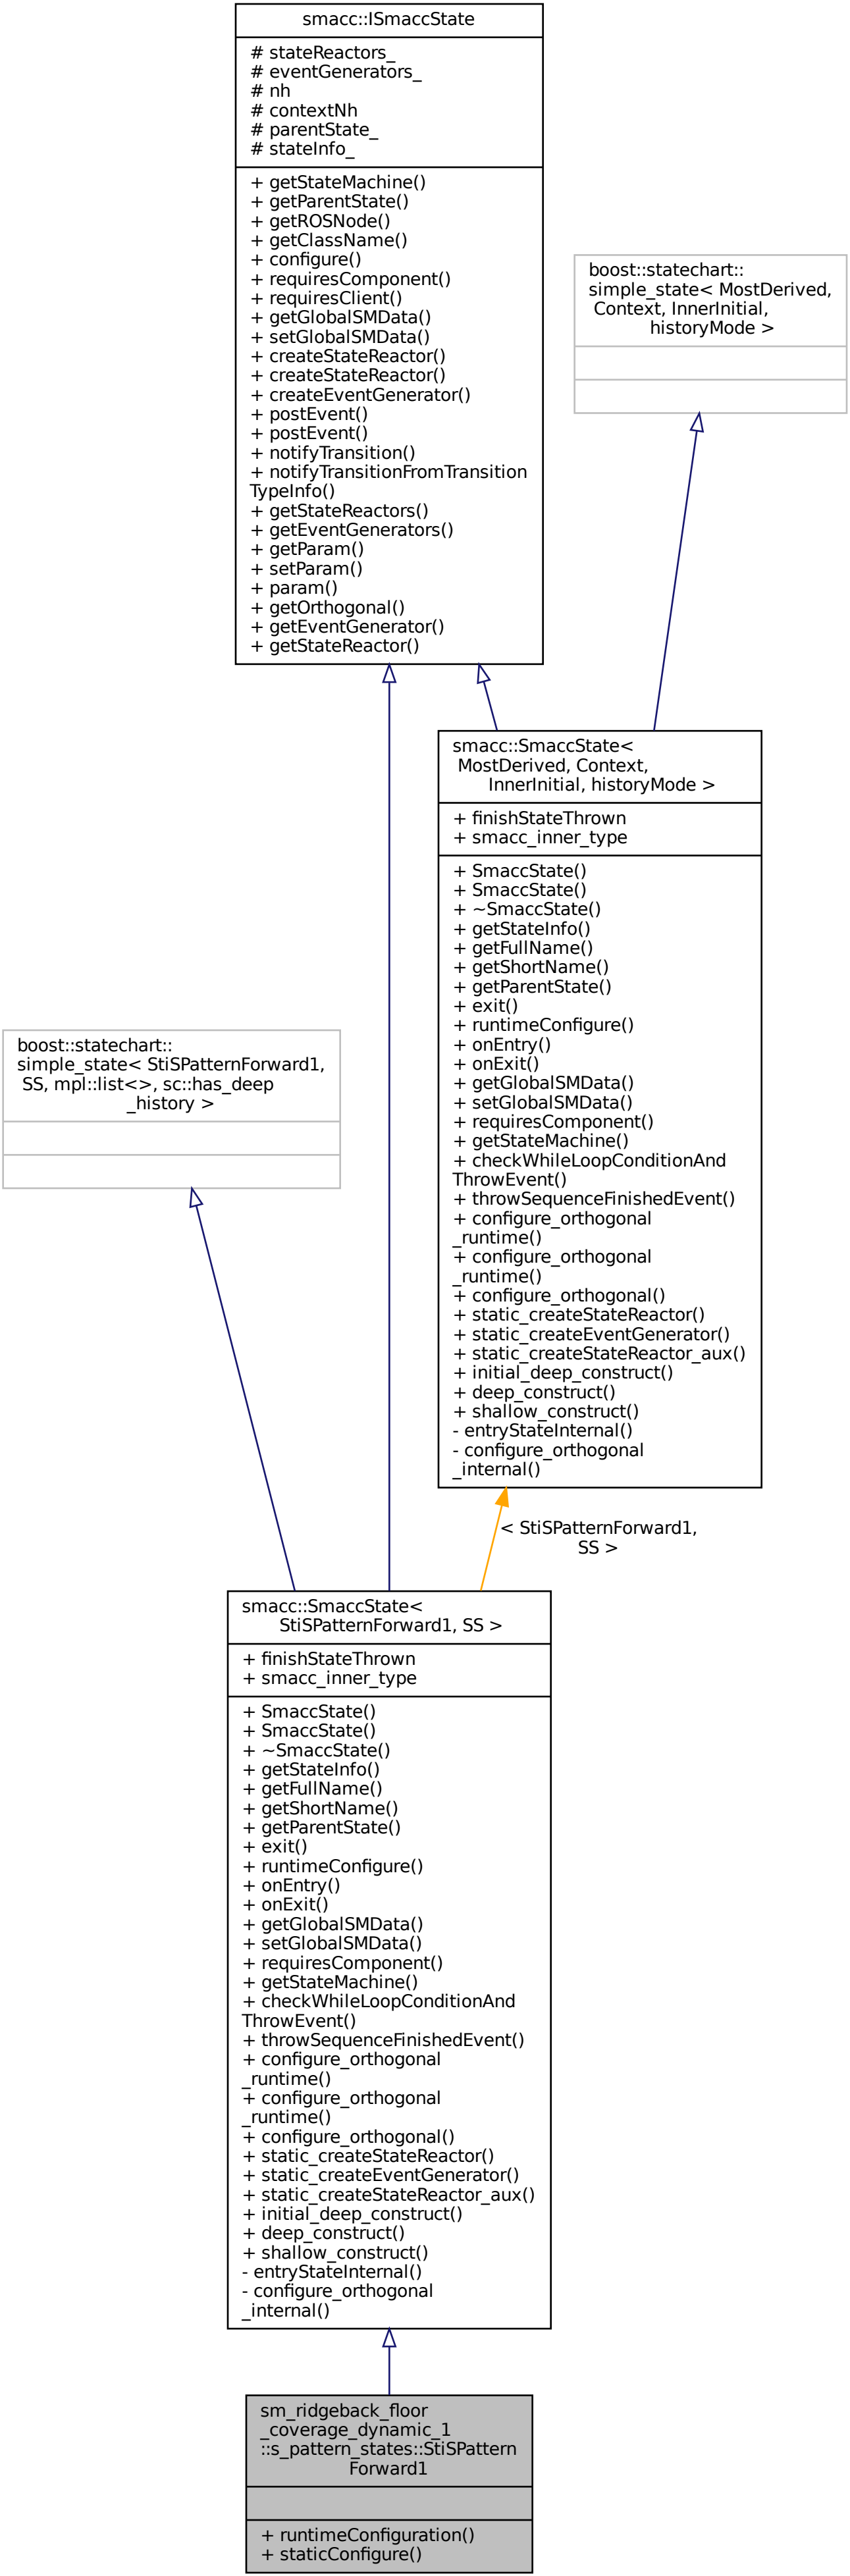 smacc::ISmaccState
# stateReactors_
# eventGenerators_
# nh
# contextNh
# parentState_
# stateInfo_
+ getStateMachine()
+ getParentState()
+ getROSNode()
+ getClassName()
+ configure()
+ requiresComponent()
+ requiresClient()
+ getGlobalSMData()
+ setGlobalSMData()
+ createStateReactor()
+ createStateReactor()
+ createEventGenerator()
+ postEvent()
+ postEvent()
+ notifyTransition()
+ notifyTransitionFromTransition
TypeInfo()
+ getStateReactors()
+ getEventGenerators()
+ getParam()
+ setParam()
+ param()
+ getOrthogonal()
+ getEventGenerator()
+ getStateReactor()
boost::statechart::
simple_state< MostDerived,
Context, InnerInitial,
historyMode >
smacc::SmaccState<
MostDerived, Context,
InnerInitial, historyMode >
+ finishStateThrown
+ smacc_inner_type
+ SmaccState()
+ SmaccState()
+ ~SmaccState()
+ getStateInfo()
+ getFullName()
+ getShortName()
+ getParentState()
+ exit()
+ runtimeConfigure()
+ onEntry()
+ onExit()
+ getGlobalSMData()
+ setGlobalSMData()
+ requiresComponent()
+ getStateMachine()
+ checkWhileLoopConditionAnd
ThrowEvent()
+ throwSequenceFinishedEvent()
+ configure_orthogonal
_runtime()
+ configure_orthogonal
_runtime()
+ configure_orthogonal()
+ static_createStateReactor()
+ static_createEventGenerator()
+ static_createStateReactor_aux()
+ initial_deep_construct()
+ deep_construct()
+ shallow_construct()
- entryStateInternal()
- configure_orthogonal
_internal()
boost::statechart::
simple_state< StiSPatternForward1,
SS, mpl::list<>, sc::has_deep
_history >
< StiSPatternForward1,
SS >
smacc::SmaccState<
StiSPatternForward1, SS >
+ finishStateThrown
+ smacc_inner_type
+ SmaccState()
+ SmaccState()
+ ~SmaccState()
+ getStateInfo()
+ getFullName()
+ getShortName()
+ getParentState()
+ exit()
+ runtimeConfigure()
+ onEntry()
+ onExit()
+ getGlobalSMData()
+ setGlobalSMData()
+ requiresComponent()
+ getStateMachine()
+ checkWhileLoopConditionAnd
ThrowEvent()
+ throwSequenceFinishedEvent()
+ configure_orthogonal
_runtime()
+ configure_orthogonal
_runtime()
+ configure_orthogonal()
+ static_createStateReactor()
+ static_createEventGenerator()
+ static_createStateReactor_aux()
+ initial_deep_construct()
+ deep_construct()
+ shallow_construct()
- entryStateInternal()
- configure_orthogonal
_internal()
sm_ridgeback_floor
_coverage_dynamic_1
::s_pattern_states::StiSPattern
Forward1
+ runtimeConfiguration()
+ staticConfigure()